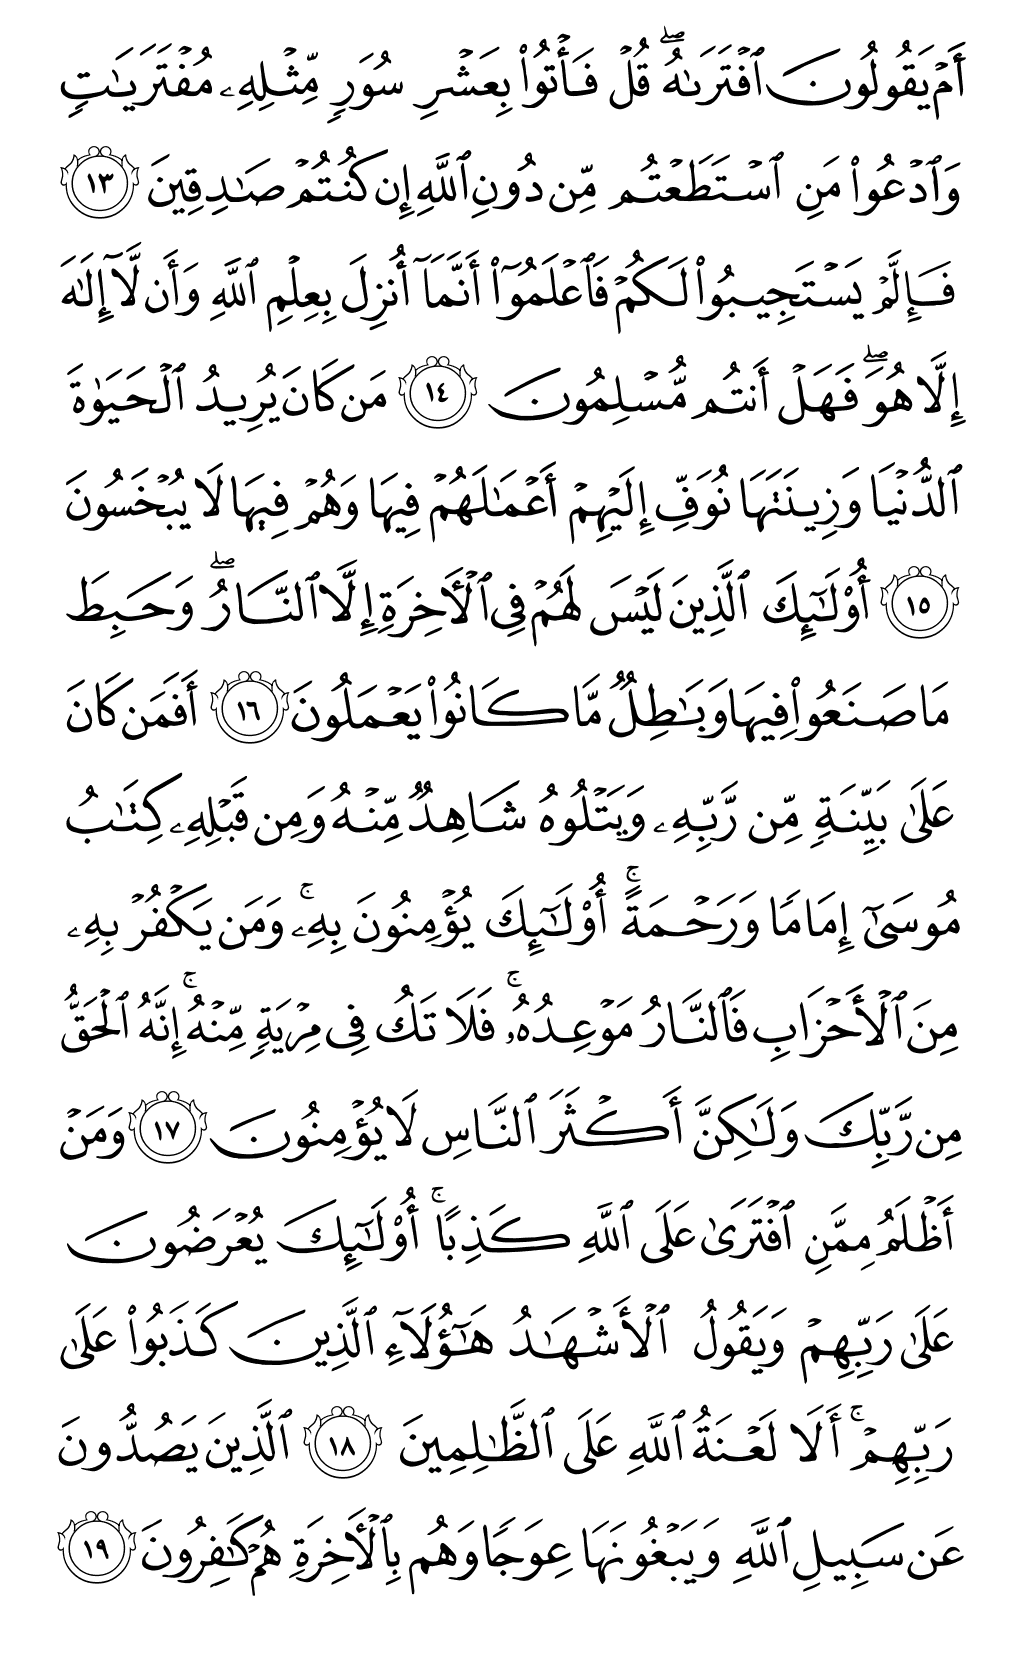 أَمْ يَقُولُونَ ٱفْتَرَىٰهُ ۖ قُلْ فَأْتُوا۟ بِعَشْرِ سُوَرٍ مِّثْلِهِۦ مُفْتَرَيَـٰتٍ
وَٱدْعُوا۟ مَنِ ٱسْتَطَعْتُم مِّن دُونِ ٱللَّهِ إِن كُنتُمْ صَـٰدِقِينَ ١٣
فَإِلَّمْ يَسْتَجِيبُوا۟ لَكُمْ فَٱعْلَمُوٓا۟ أَنَّمَآ أُنزِلَ بِعِلْمِ ٱللَّهِ وَأَن لَّآ إِلَـٰهَ
إِلَّا هُوَ ۖ فَهَلْ أَنتُم مُّسْلِمُونَ ١٤ مَن كَانَ يُرِيدُ ٱلْحَيَوٰةَ
ٱلدُّنْيَا وَزِينَتَهَا نُوَفِّ إِلَيْهِمْ أَعْمَـٰلَهُمْ فِيهَا وَهُمْ فِيهَا لَا يُبْخَسُونَ
١٥ أُو۟لَـٰٓئِكَ ٱلَّذِينَ لَيْسَ لَهُمْ فِى ٱلْـَٔاخِرَةِ إِلَّا ٱلنَّارُ ۖ وَحَبِطَ
مَا صَنَعُوا۟ فِيهَا وَبَـٰطِلٌ مَّا كَانُوا۟ يَعْمَلُونَ ١٦ أَفَمَن كَانَ
عَلَىٰ بَيِّنَةٍ مِّن رَّبِّهِۦ وَيَتْلُوهُ شَاهِدٌ مِّنْهُ وَمِن قَبْلِهِۦ كِتَـٰبُ
مُوسَىٰٓ إِمَامًا وَرَحْمَةً ۚ أُو۟لَـٰٓئِكَ يُؤْمِنُونَ بِهِۦ ۚ وَمَن يَكْفُرْ بِهِۦ
مِنَ ٱلْأَحْزَابِ فَٱلنَّارُ مَوْعِدُهُۥ ۚ فَلَا تَكُ فِى مِرْيَةٍ مِّنْهُ ۚ إِنَّهُ ٱلْحَقُّ
مِن رَّبِّكَ وَلَـٰكِنَّ أَكْثَرَ ٱلنَّاسِ لَا يُؤْمِنُونَ ١٧ وَمَنْ
أَظْلَمُ مِمَّنِ ٱفْتَرَىٰ عَلَى ٱللَّهِ كَذِبًا ۚ أُو۟لَـٰٓئِكَ يُعْرَضُونَ
عَلَىٰ رَبِّهِمْ وَيَقُولُ ٱلْأَشْهَـٰدُ هَـٰٓؤُلَآءِ ٱلَّذِينَ كَذَبُوا۟ عَلَىٰ
رَبِّهِمْ ۚ أَلَا لَعْنَةُ ٱللَّهِ عَلَى ٱلظَّـٰلِمِينَ ١٨ ٱلَّذِينَ يَصُدُّونَ
عَن سَبِيلِ ٱللَّهِ وَيَبْغُونَهَا عِوَجًا وَهُم بِٱلْـَٔاخِرَةِ هُمْ كَـٰفِرُونَ ١٩